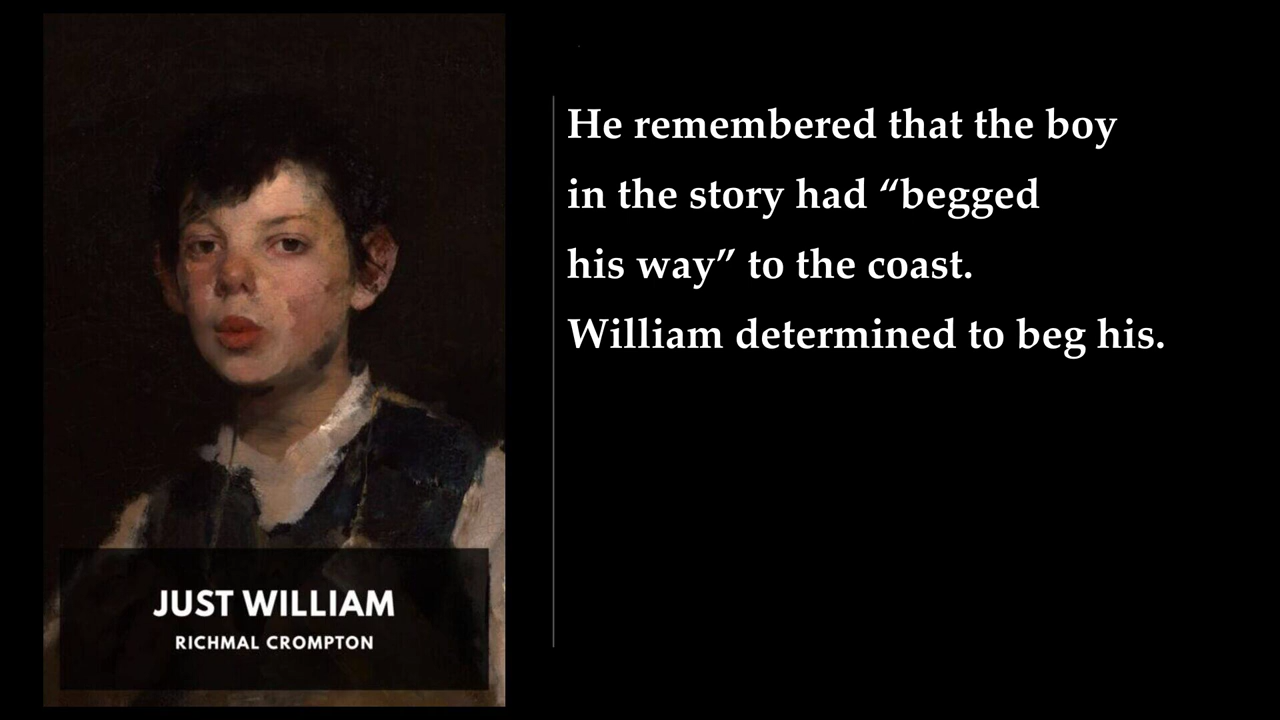 JUST WILLIAM
RICHMAL CROMPTON
He remembered that the boy
in the story had “begged
his way” to the coast.
William determined to beg his.